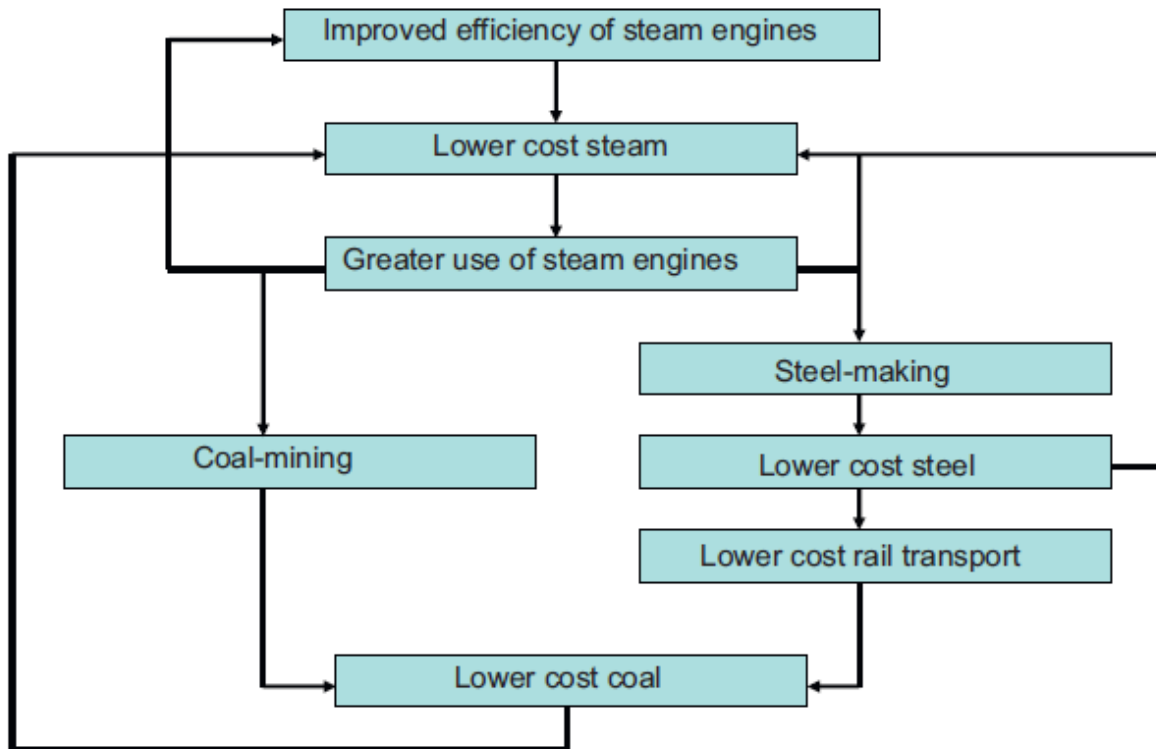 Improved efficiency of steam engines
Lower cost steam
Greater use of steam engines
Steel-making
Coal-mining
Lower cost steel
Lower cost rail transport
Lower cost coal